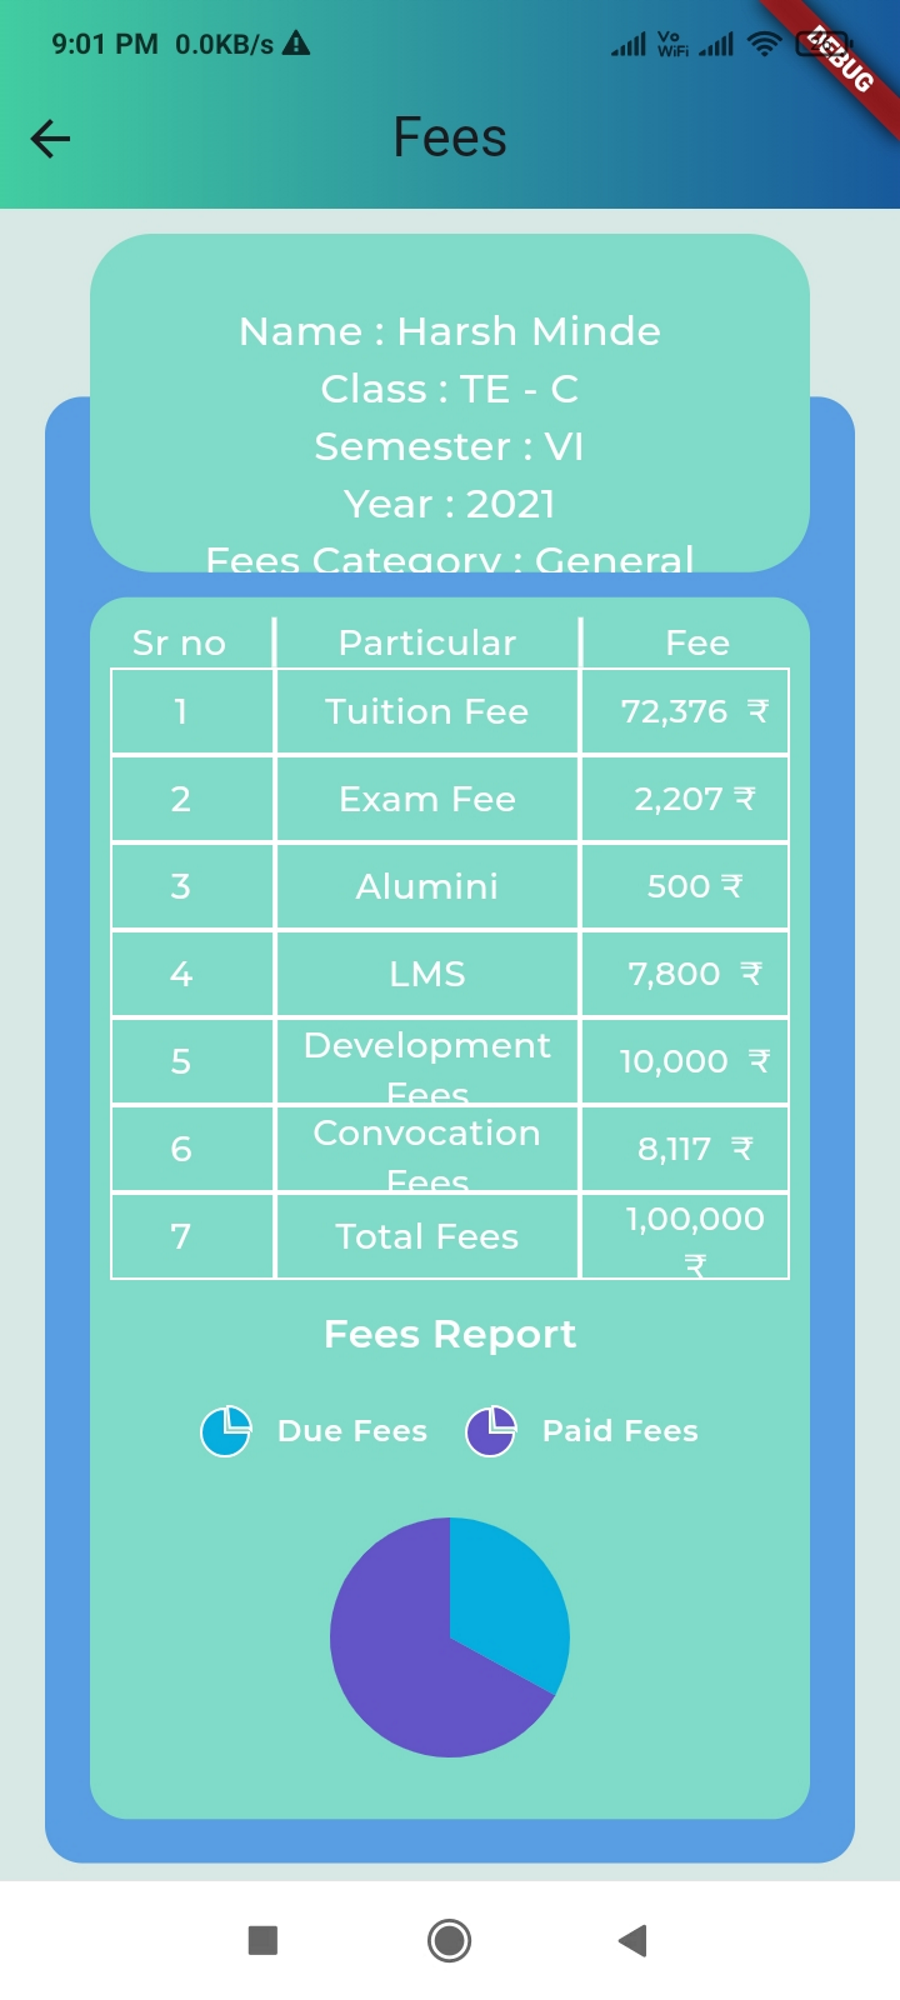 9:01 PM 0.0KB/s
Vo
WiFi
DEBUG
Fees
Name : Harsh Minde
Class : TE - C
Semester : VI
Year : 2021
Fees Category : General
Sr no Particular Fee
1 Tuition Fee 72,376 ₹
2 Exam Fee 2,207 ₹
3 Alumini 500 ₹
4 LMS 7,800 ₹
5 Development Fees 10,000 ₹
6 Convocation Fees 8,117 ₹
7 Total Fees 1,00,000 ₹
Fees Report
Due Fees Paid Fees